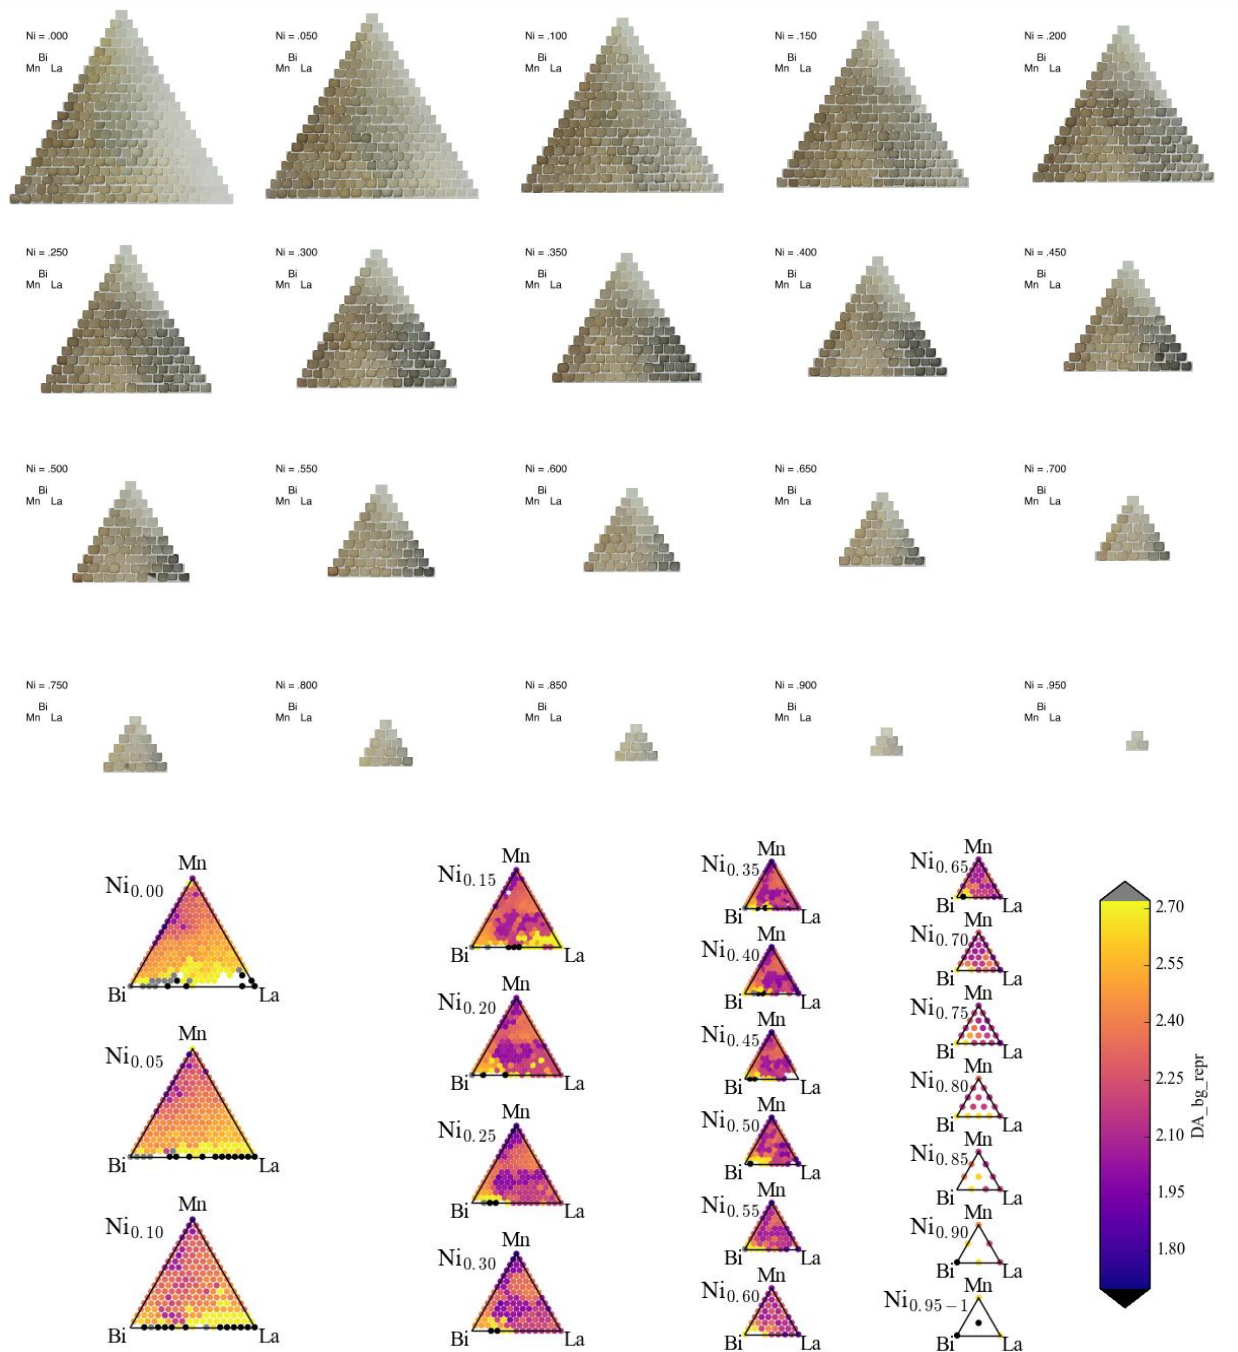 Ni = .000
Bi
Mn La
Ni = .050
Bi
Mn La
Ni = .100
Bi
Mn La
Ni = .150
Bi
Mn La
Ni = .200
Bi
Mn La
Ni = .250
Bi
Mn La
Ni = .300
Bi
Mn La
Ni = .350
Bi
Mn La
Ni = .400
Bi
Mn La
Ni = .450
Bi
Mn La
Ni = .500
Bi
Mn La
Ni = .550
Bi
Mn La
Ni = .600
Bi
Mn La
Ni = .650
Bi
Mn La
Ni = .700
Bi
Mn La
Ni = .750
Bi
Mn La
Ni = .800
Bi
Mn La
Ni = .850
Bi
Mn La
Ni = .900
Bi
Mn La
Ni = .950
Bi
Mn La
Mn
Ni0.00
Bi La
Mn
Ni0.05
Bi La
Mn
Ni0.10
Bi La
Mn
Ni0.15
Bi La
Mn
Ni0.20
Bi La
Mn
Ni0.25
Bi La
Mn
Ni0.30
Bi La
Mn
Ni0.35
Bi La
Mn
Ni0.40
Bi La
Mn
Ni0.45
Bi La
Mn
Ni0.50
Bi La
Mn
Ni0.55
Bi La
Mn
Ni0.60
Bi La
Mn
Ni0.65
Bi La
Mn
Ni0.70
Bi La
Mn
Ni0.75
Bi La
Mn
Ni0.80
Bi La
Mn
Ni0.85
Bi La
Mn
Ni0.90
Bi La
Mn
Ni0.95−1
Bi La
2.70
2.55
2.40
2.25
2.10
1.95
1.80
DA_bg_repr